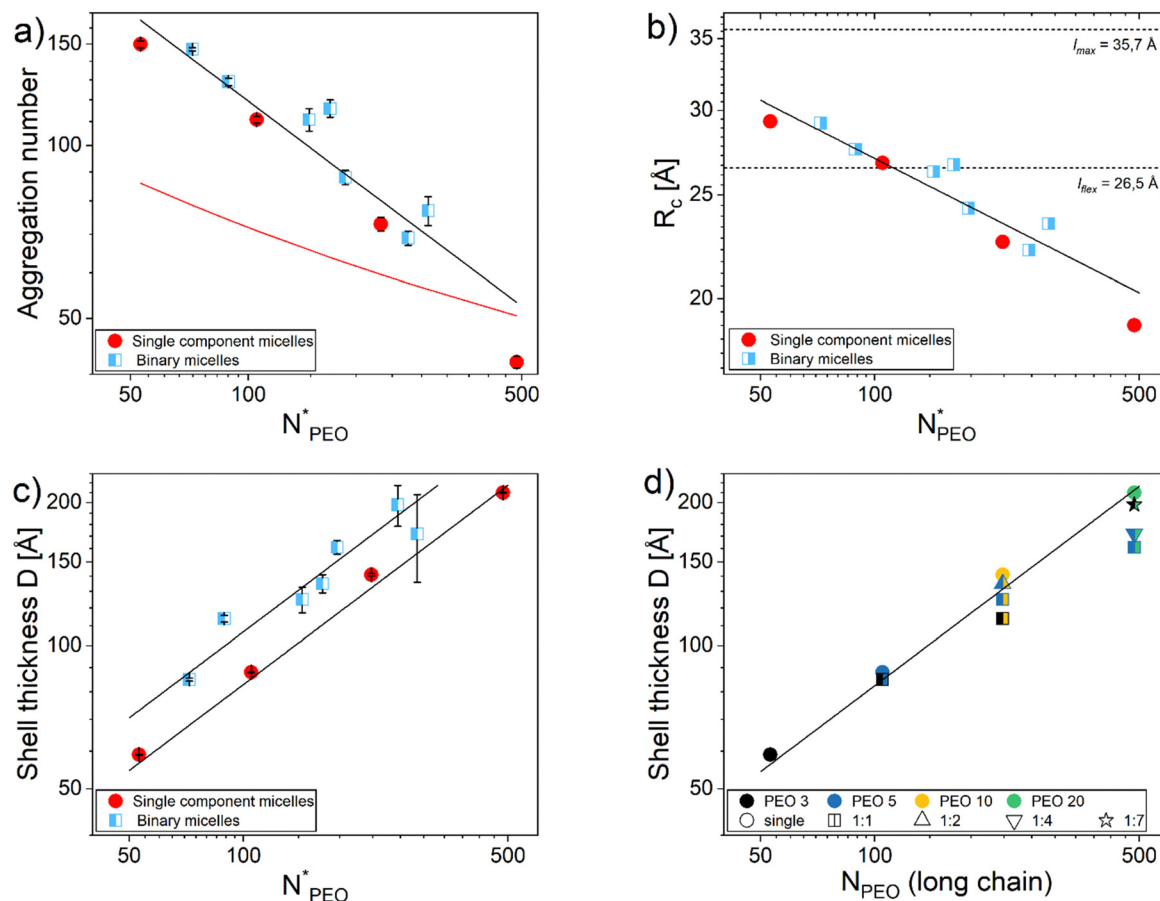 a)
150
100
50
Aggregation number
Single component micelles
Binary micelles
50 100 500
N*PEO
b)
35
30
25
20
Rc [Å]
lmax = 35,7 Å
lflex = 26,5 Å
Single component micelles
Binary micelles
50 100 500
N*PEO
c)
200
150
100
50
Shell thickness D [Å]
Single component micelles
Binary micelles
50 100 500
N*PEO
d)
200
150
100
50
Shell thickness D [Å]
PEO 3 PEO 5 PEO 10 PEO 20
single 1:1 1:2 1:4 1:7
50 100 500
NPEO (long chain)